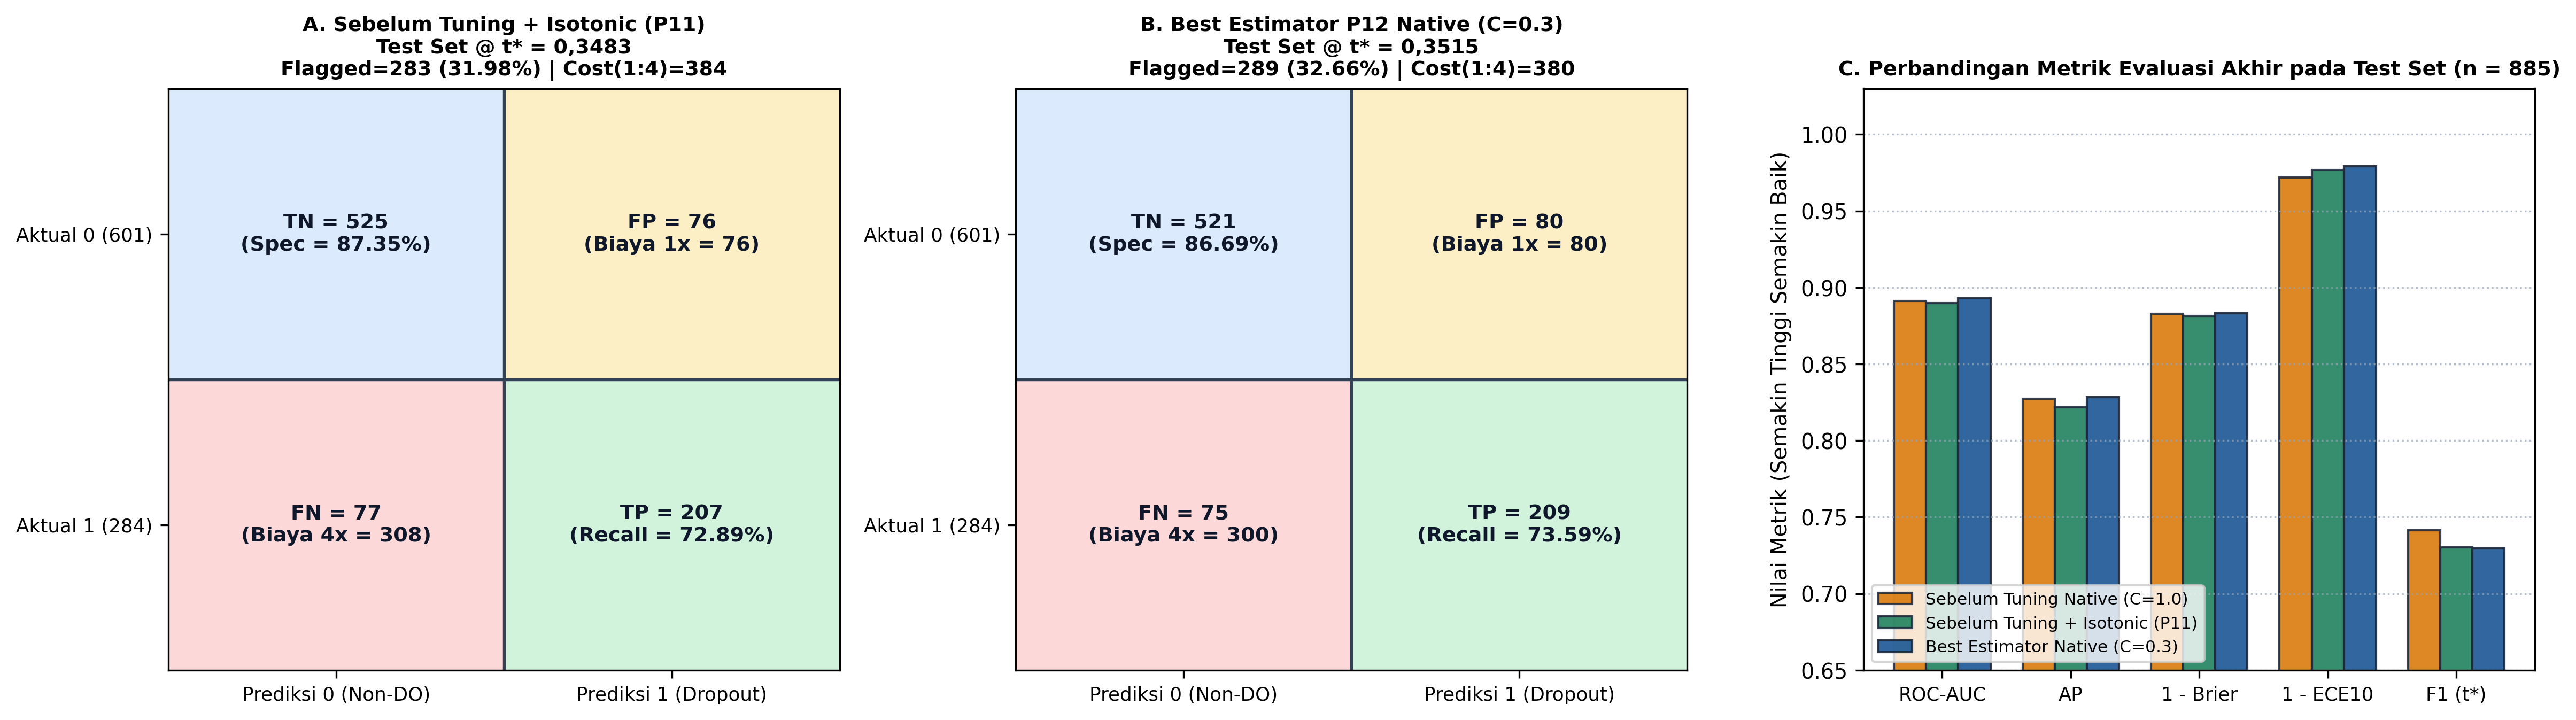 A. Sebelum Tuning + Isotonic (P11)
Test Set @ t* = 0,3483
Flagged=283 (31.98%) | Cost(1:4)=384
Aktual 0 (601)
TN = 525
(Spec = 87.35%)
FP = 76
(Biaya 1x = 76)
Aktual 1 (284)
FN = 77
(Biaya 4x = 308)
TP = 207
(Recall = 72.89%)
Prediksi 0 (Non-DO)
Prediksi 1 (Dropout)
B. Best Estimator P12 Native (C=0.3)
Test Set @ t* = 0,3515
Flagged=289 (32.66%) | Cost(1:4)=380
Aktual 0 (601)
TN = 521
(Spec = 86.69%)
FP = 80
(Biaya 1x = 80)
Aktual 1 (284)
FN = 75
(Biaya 4x = 300)
TP = 209
(Recall = 73.59%)
Prediksi 0 (Non-DO)
Prediksi 1 (Dropout)
C. Perbandingan Metrik Evaluasi Akhir pada Test Set (n = 885)
Nilai Metrik (Semakin Tinggi Semakin Baik)
1.00
0.95
0.90
0.85
0.80
0.75
0.70
0.65
Sebelum Tuning Native (C=1.0)
Sebelum Tuning + Isotonic (P11)
Best Estimator Native (C=0.3)
ROC-AUC
AP
1 - Brier
1 - ECE10
F1 (t*)